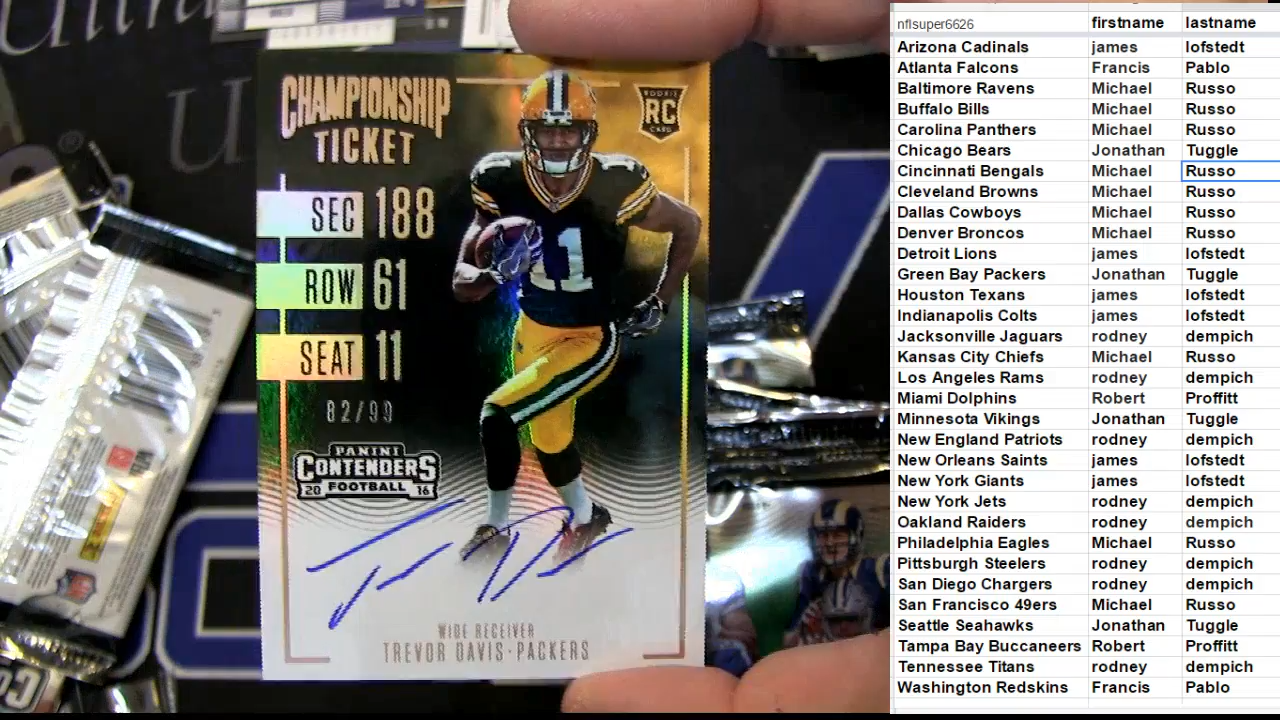 CHAMPIONSHIP
TICKET
ROOKIE
RC
CARD
SEC 188
ROW 61
SEAT 11
82/99
11
PANINI
CONTENDERS
20 FOOTBALL 16
WIDE RECEIVER
TREVOR DAVIS·PACKERS
nflsuper6626 firstname lastname
Arizona Cadinals james lofstedt
Atlanta Falcons Francis Pablo
Baltimore Ravens Michael Russo
Buffalo Bills Michael Russo
Carolina Panthers Michael Russo
Chicago Bears Jonathan Tuggle
Cincinnati Bengals Michael Russo
Cleveland Browns Michael Russo
Dallas Cowboys Michael Russo
Denver Broncos Michael Russo
Detroit Lions james lofstedt
Green Bay Packers Jonathan Tuggle
Houston Texans james lofstedt
Indianapolis Colts james lofstedt
Jacksonville Jaguars rodney dempich
Kansas City Chiefs Michael Russo
Los Angeles Rams rodney dempich
Miami Dolphins Robert Proffitt
Minnesota Vikings Jonathan Tuggle
New England Patriots rodney dempich
New Orleans Saints james lofstedt
New York Giants james lofstedt
New York Jets rodney dempich
Oakland Raiders rodney dempich
Philadelphia Eagles Michael Russo
Pittsburgh Steelers rodney dempich
San Diego Chargers rodney dempich
San Francisco 49ers Michael Russo
Seattle Seahawks Jonathan Tuggle
Tampa Bay Buccaneers Robert Proffitt
Tennessee Titans rodney dempich
Washington Redskins Francis Pablo